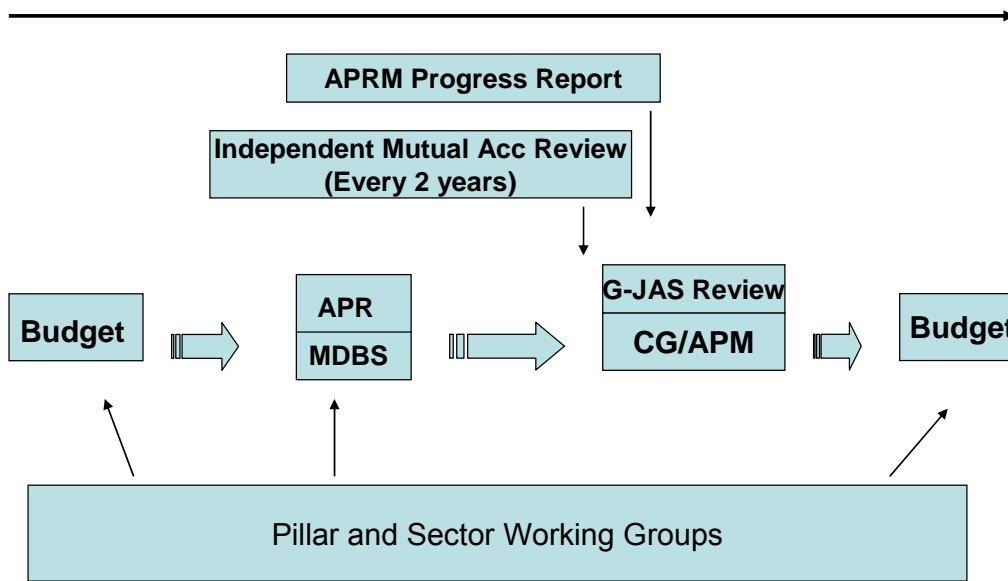 APRM Progress Report
Independent Mutual Acc Review
(Every 2 years)
Budget
APR
MDBS
G-JAS Review
CG/APM
Budget
Pillar and Sector Working Groups